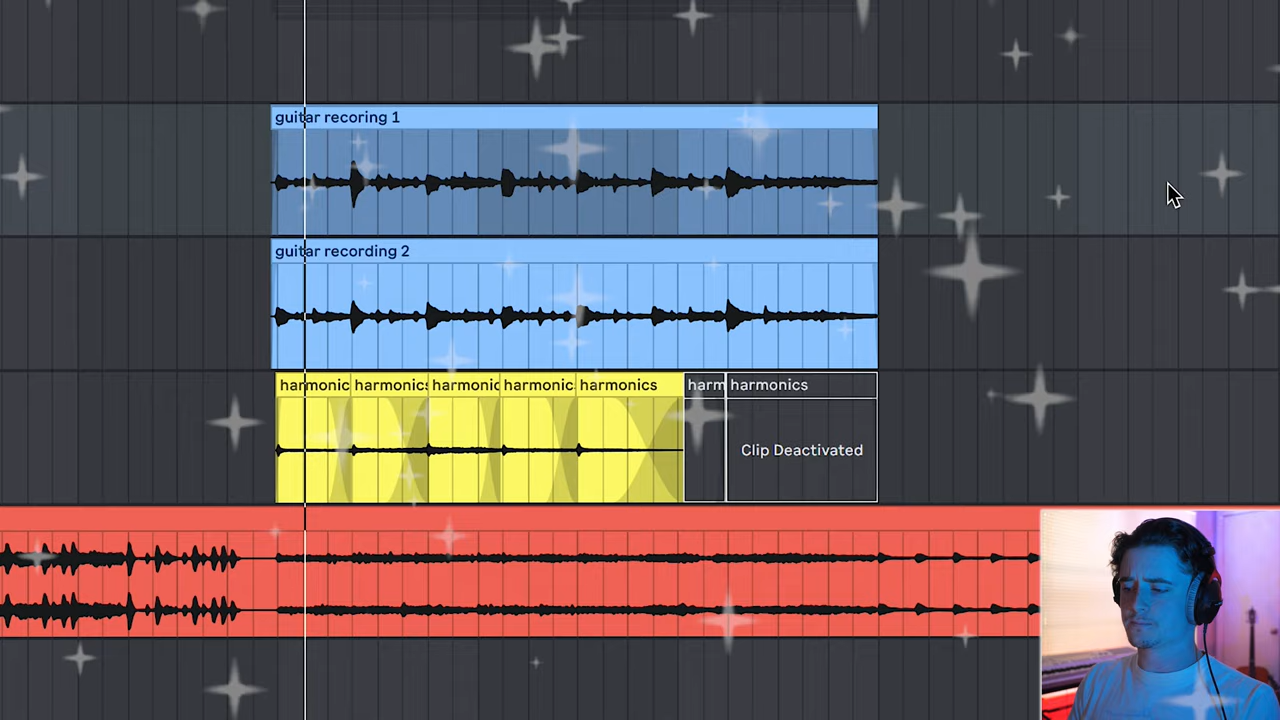 guitar recoring 1
guitar recording 2
harmonic harmonics harmonic harmonic harmonics harm harmonics
Clip Deactivated